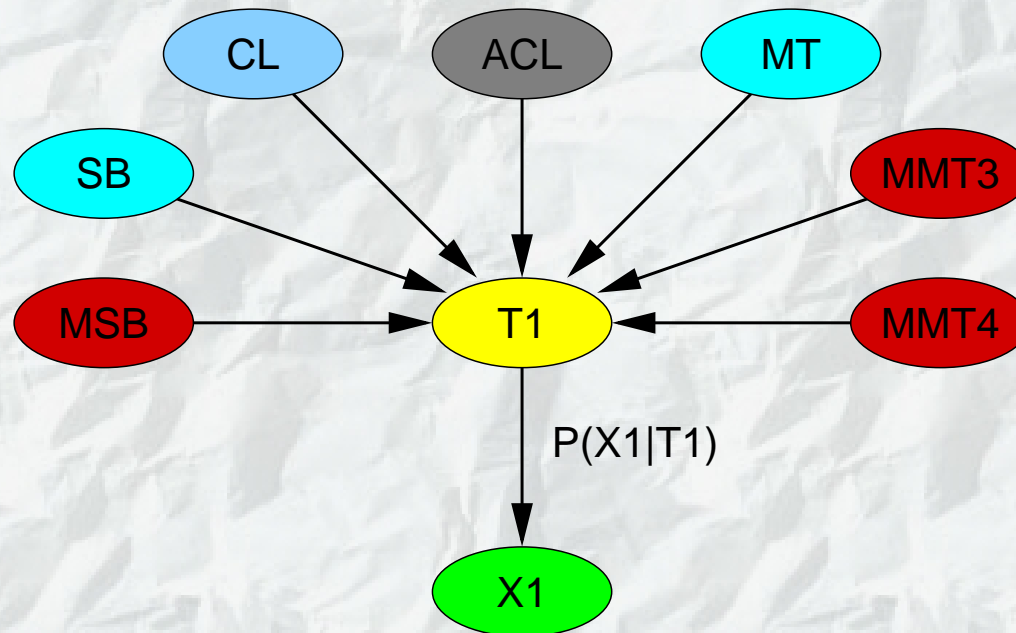 CL
ACL
MT
SB
MMT3
MSB
T1
MMT4
P(X1|T1)
X1